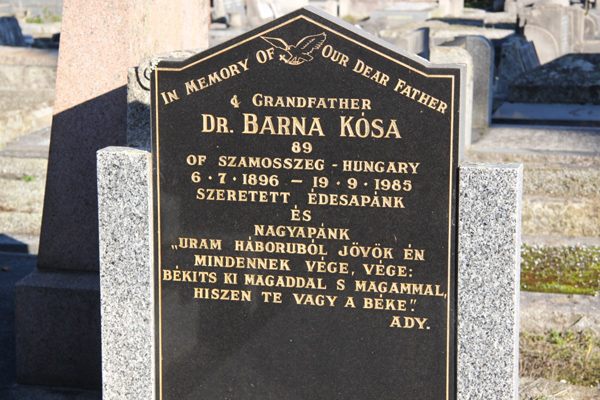 In Memory Of Our Dear Father
& Grandfather
Dr. Barna Kósa
89
OF SZAMOSSZEG - HUNGARY
6·7·1896 — 19·9·1985
SZERETETT ÉDESAPÁNK
ÉS
NAGYAPÁNK
„URAM HÁBORUBÓL JÖVÖK ÉN
MINDENNEK VÉGE, VÉGE:
BÉKITS KI MAGADDAL S MAGAMMAL,
HISZEN TE VAGY A BÉKE".
ADY.